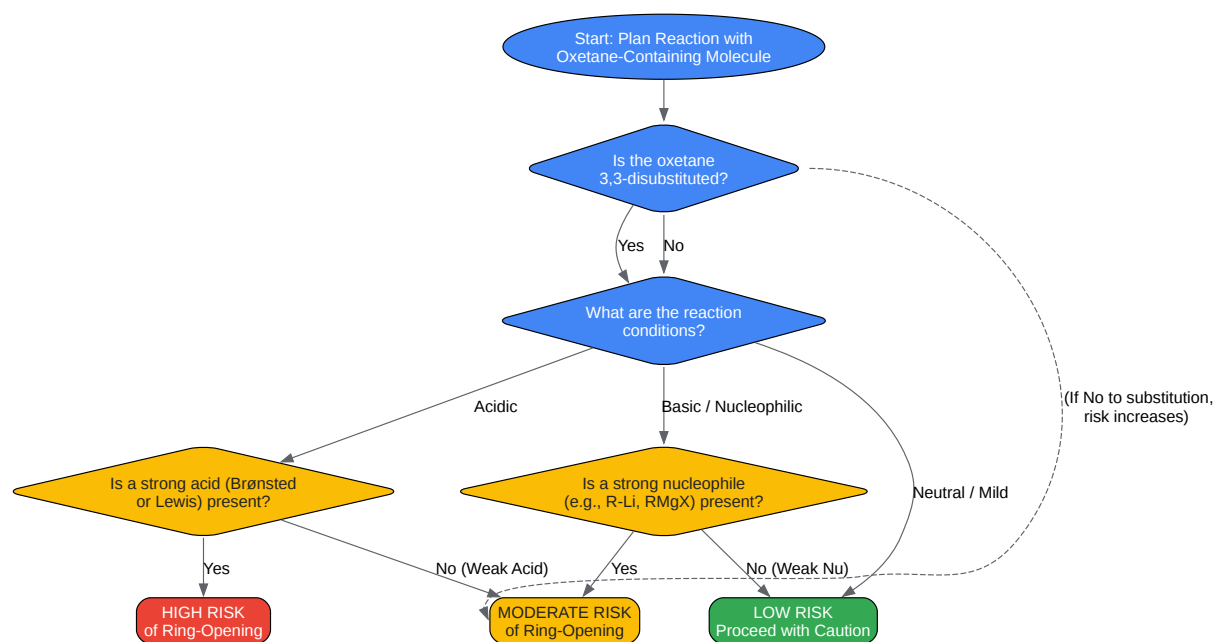 Start: Plan Reaction with
Oxetane-Containing Molecule
Is the oxetane
3,3-disubstituted?
Yes
No
What are the reaction
conditions?
(If No to substitution,
risk increases)
Acidic
Basic / Nucleophilic
Is a strong acid (Brønsted
or Lewis) present?
Is a strong nucleophile
(e.g., R-Li, RMgX) present?
Neutral / Mild
Yes
No (Weak Acid)
Yes
No (Weak Nu)
HIGH RISK
of Ring-Opening
MODERATE RISK
of Ring-Opening
LOW RISK
Proceed with Caution